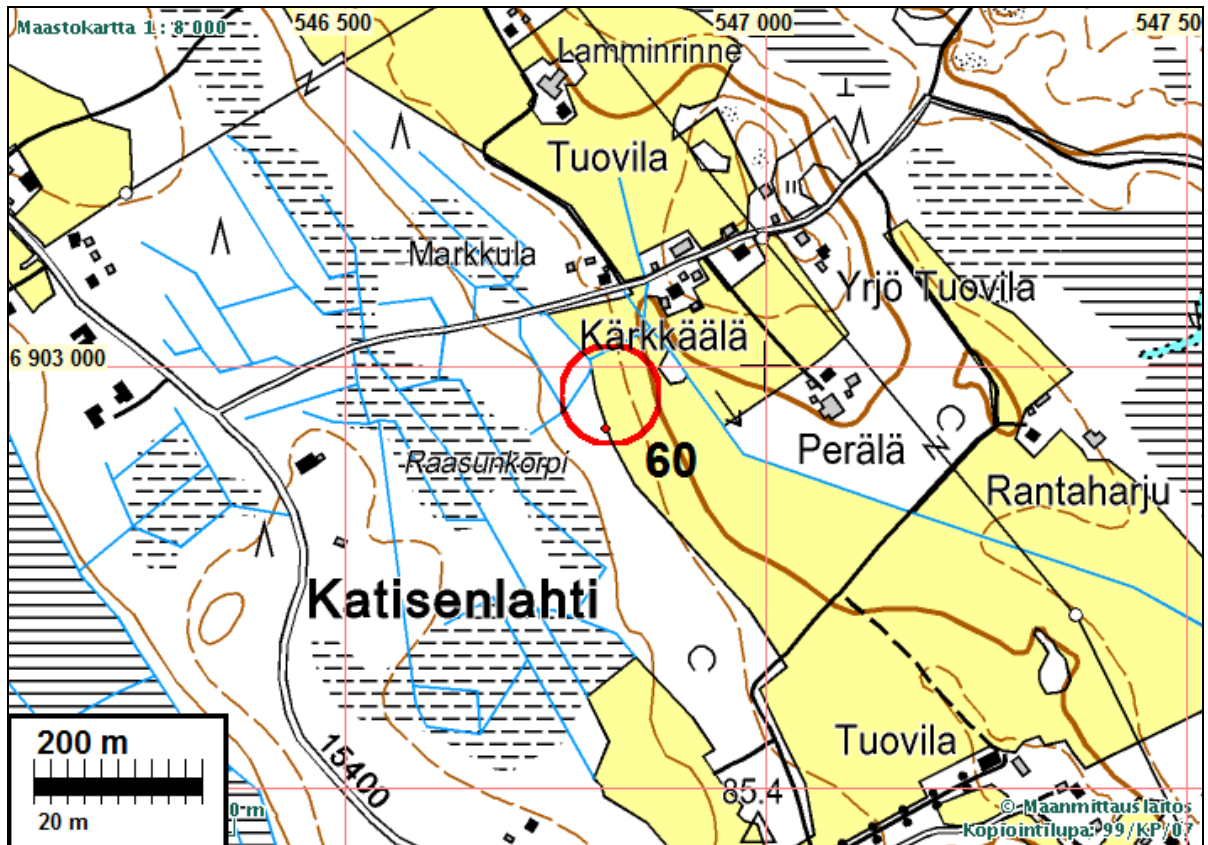 Maastokartta 1 : 8 000
546 500
547 000
547 50
Lamminrinne
Tuovila
Markkula
Yrjö Tuovila
Kärkkäälä
6 903 000
60
Perälä
Raasunkorpi
Rantaharju
Katisenlahti
200 m
20 m
15400
Tuovila
85.4
0 m
© Maanmittauslaitos
Kopiointilupa: 99/KP/07